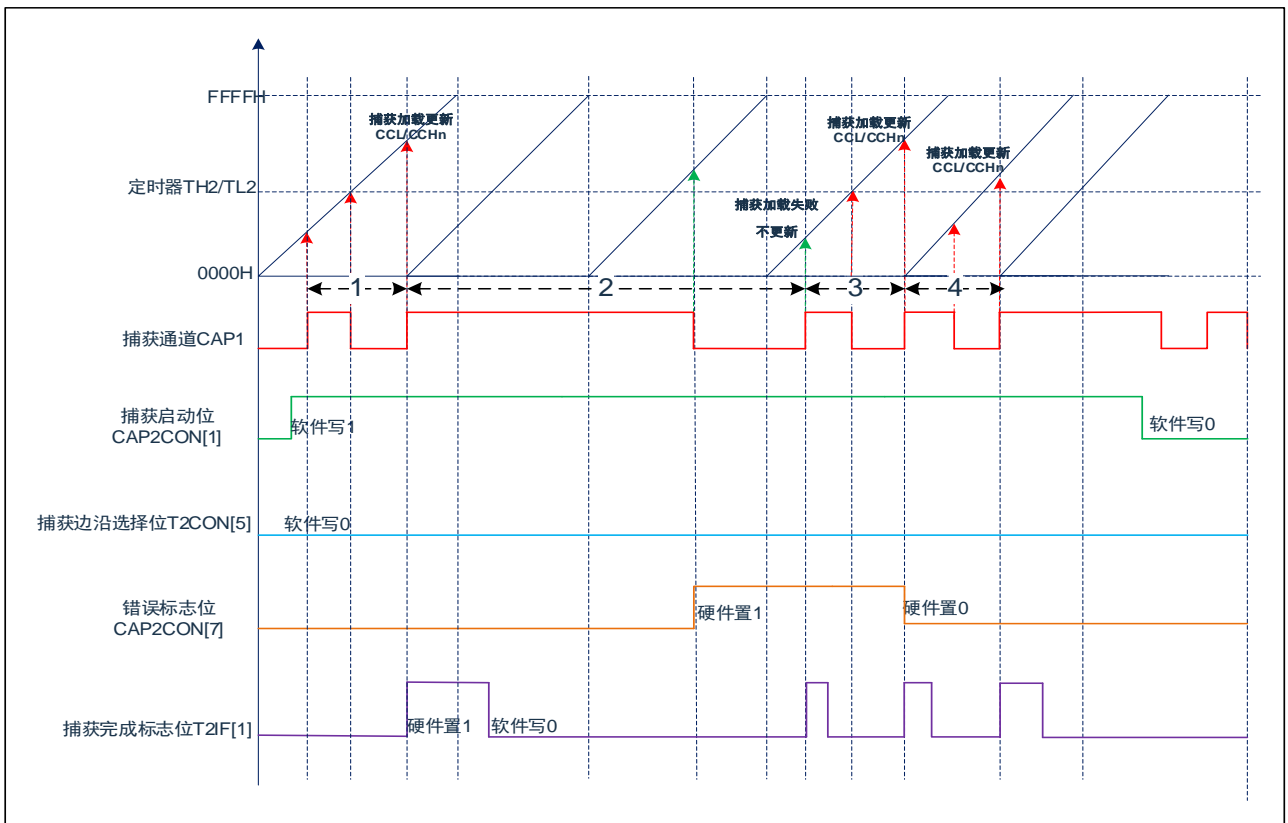 FFFFH
捕获加载更新
CCL/CCHn
捕获加载更新
CCL/CCHn
捕获加载更新
CCL/CCHn
定时器TH2/TL2
捕获加载失败
不更新
0000H
1
2
3
4
捕获通道CAP1
捕获启动位
CAP2CON[1]
软件写1
软件写0
捕获边沿选择位T2CON[5]
软件写0
错误标志位
CAP2CON[7]
硬件置1
硬件置0
捕获完成标志位T2IF[1]
硬件置1
软件写0